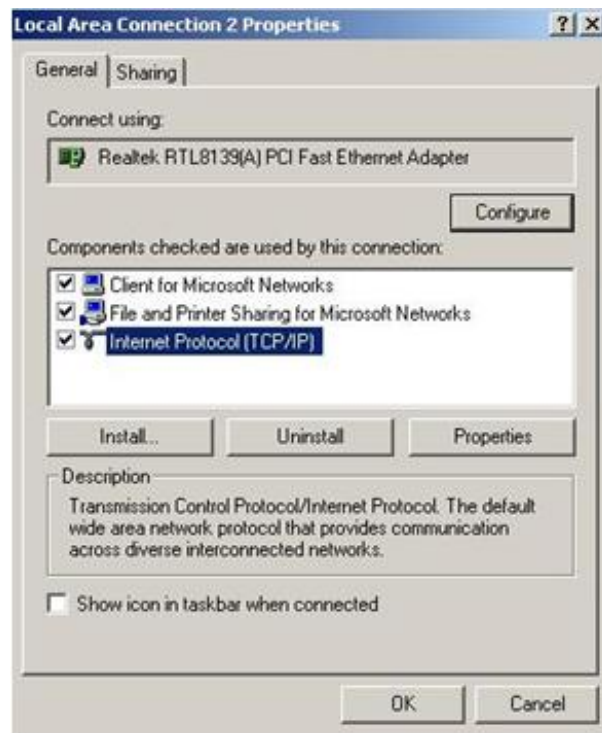 Local Area Connection 2 Properties
General Sharing
Connect using:
Realtek RTL8139(A) PCI Fast Ethernet Adapter
Configure
Components checked are used by this connection:
Client for Microsoft Networks
File and Printer Sharing for Microsoft Networks
Internet Protocol (TCP/IP)
Install... Uninstall Properties
Description
Transmission Control Protocol/Internet Protocol. The default
wide area network protocol that provides communication
across diverse interconnected networks.
Show icon in taskbar when connected
OK Cancel